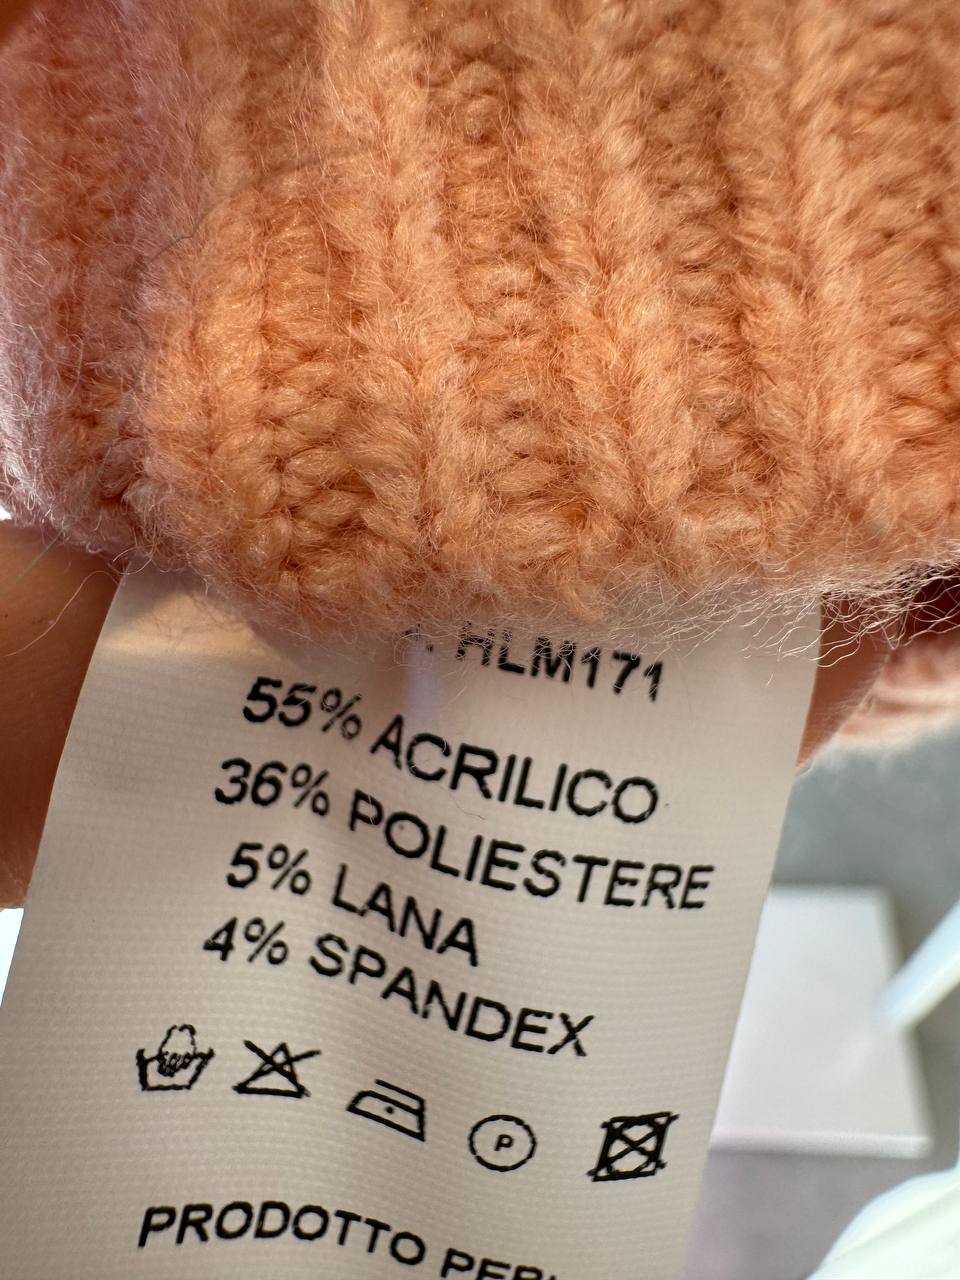 HLM171
55% ACRILICO
36% POLIESTERE
5% LANA
4% SPANDEX
P
PRODOTTO